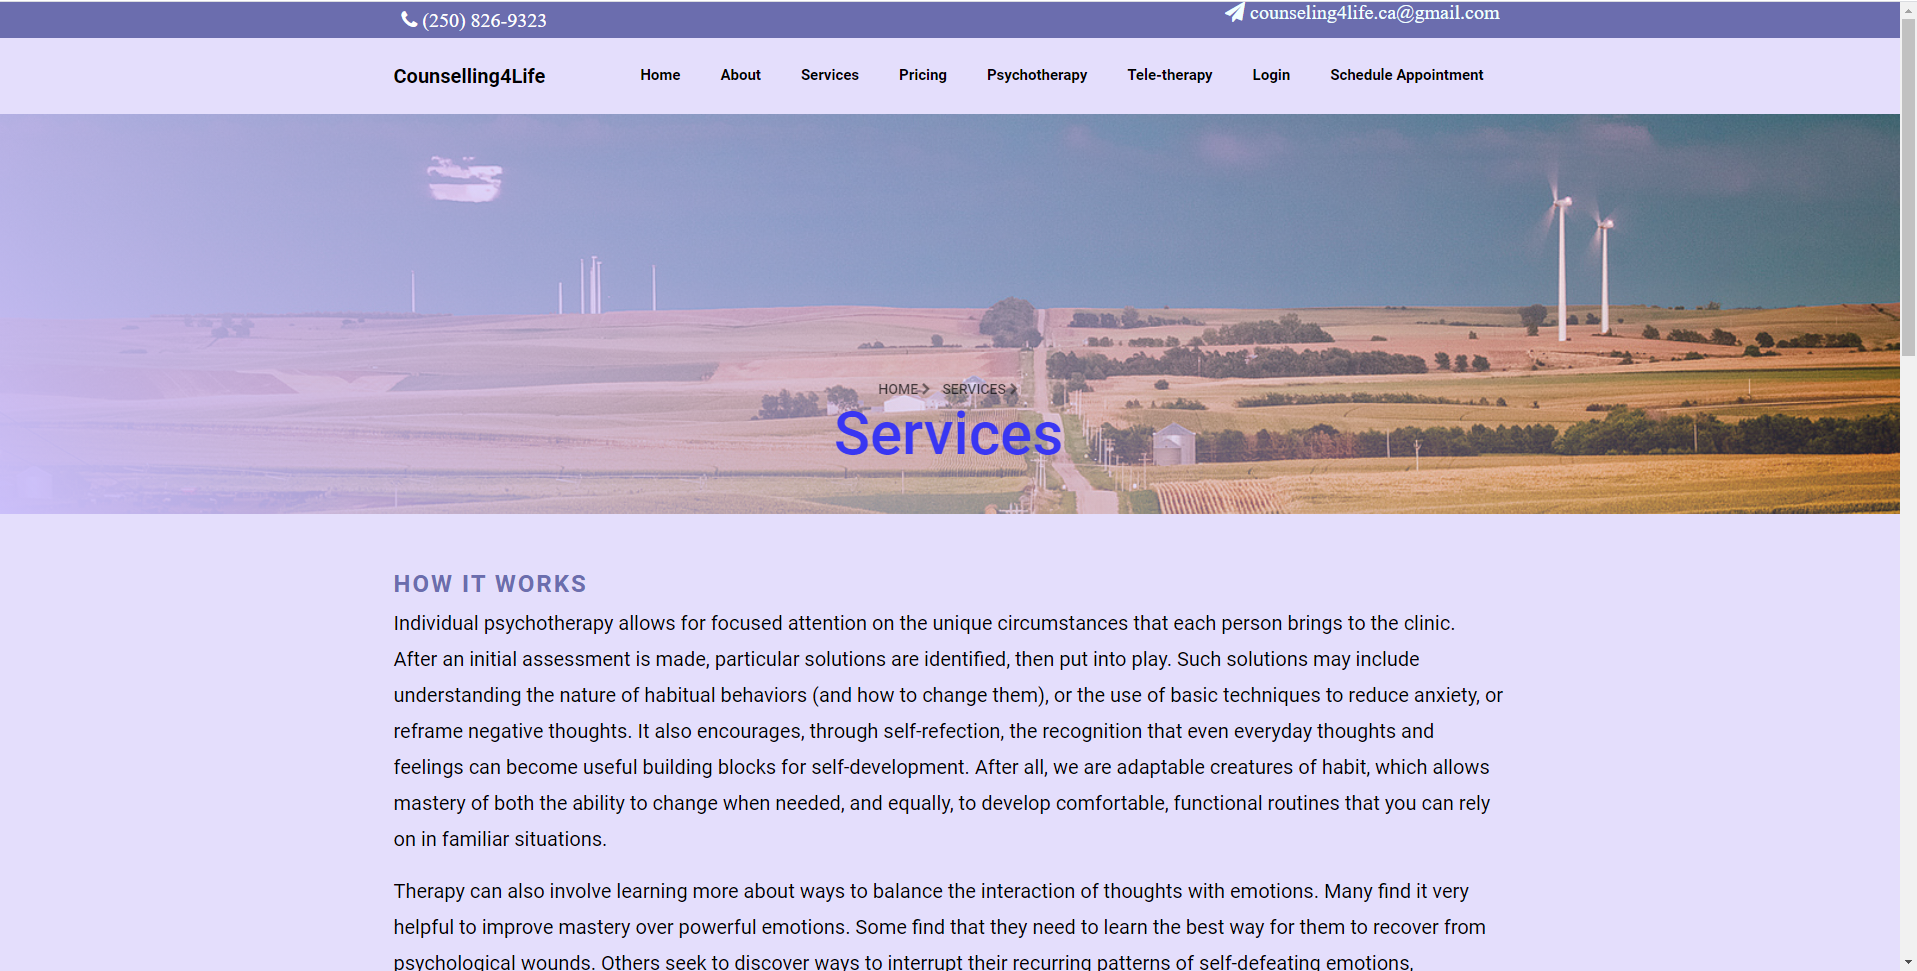 (250) 826-9323
counseling4life.ca@gmail.com
Counselling4Life
Home About Services Pricing Psychotherapy Tele-therapy Login Schedule Appointment
HOME SERVICES
Services
HOW IT WORKS
Individual psychotherapy allows for focused attention on the unique circumstances that each person brings to the clinic.
After an initial assessment is made, particular solutions are identified, then put into play. Such solutions may include
understanding the nature of habitual behaviors (and how to change them), or the use of basic techniques to reduce anxiety, or
reframe negative thoughts. It also encourages, through self-refection, the recognition that even everyday thoughts and
feelings can become useful building blocks for self-development. After all, we are adaptable creatures of habit, which allows
mastery of both the ability to change when needed, and equally, to develop comfortable, functional routines that you can rely
on in familiar situations.
Therapy can also involve learning more about ways to balance the interaction of thoughts with emotions. Many find it very
helpful to improve mastery over powerful emotions. Some find that they need to learn the best way for them to recover from
psychological wounds. Others seek to discover ways to interrupt their recurring patterns of self-defeating emotions,